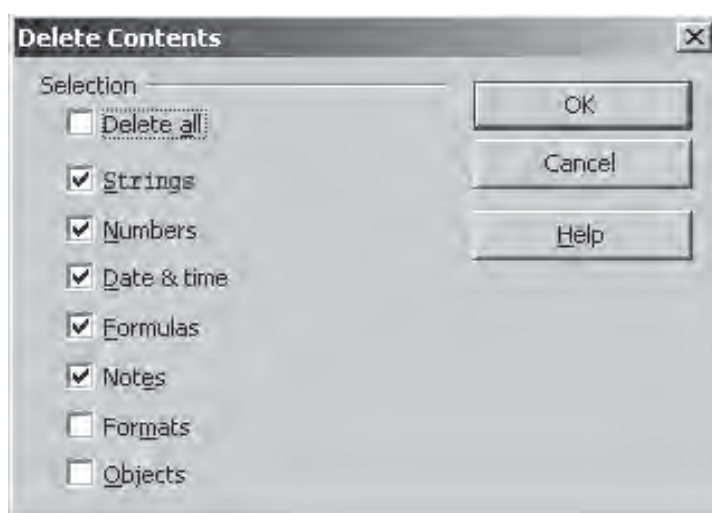 Delete Contents
Selection
OK
Delete all
Cancel
Strings
Numbers
Help
Date & time
Formulas
Notes
Formats
Objects